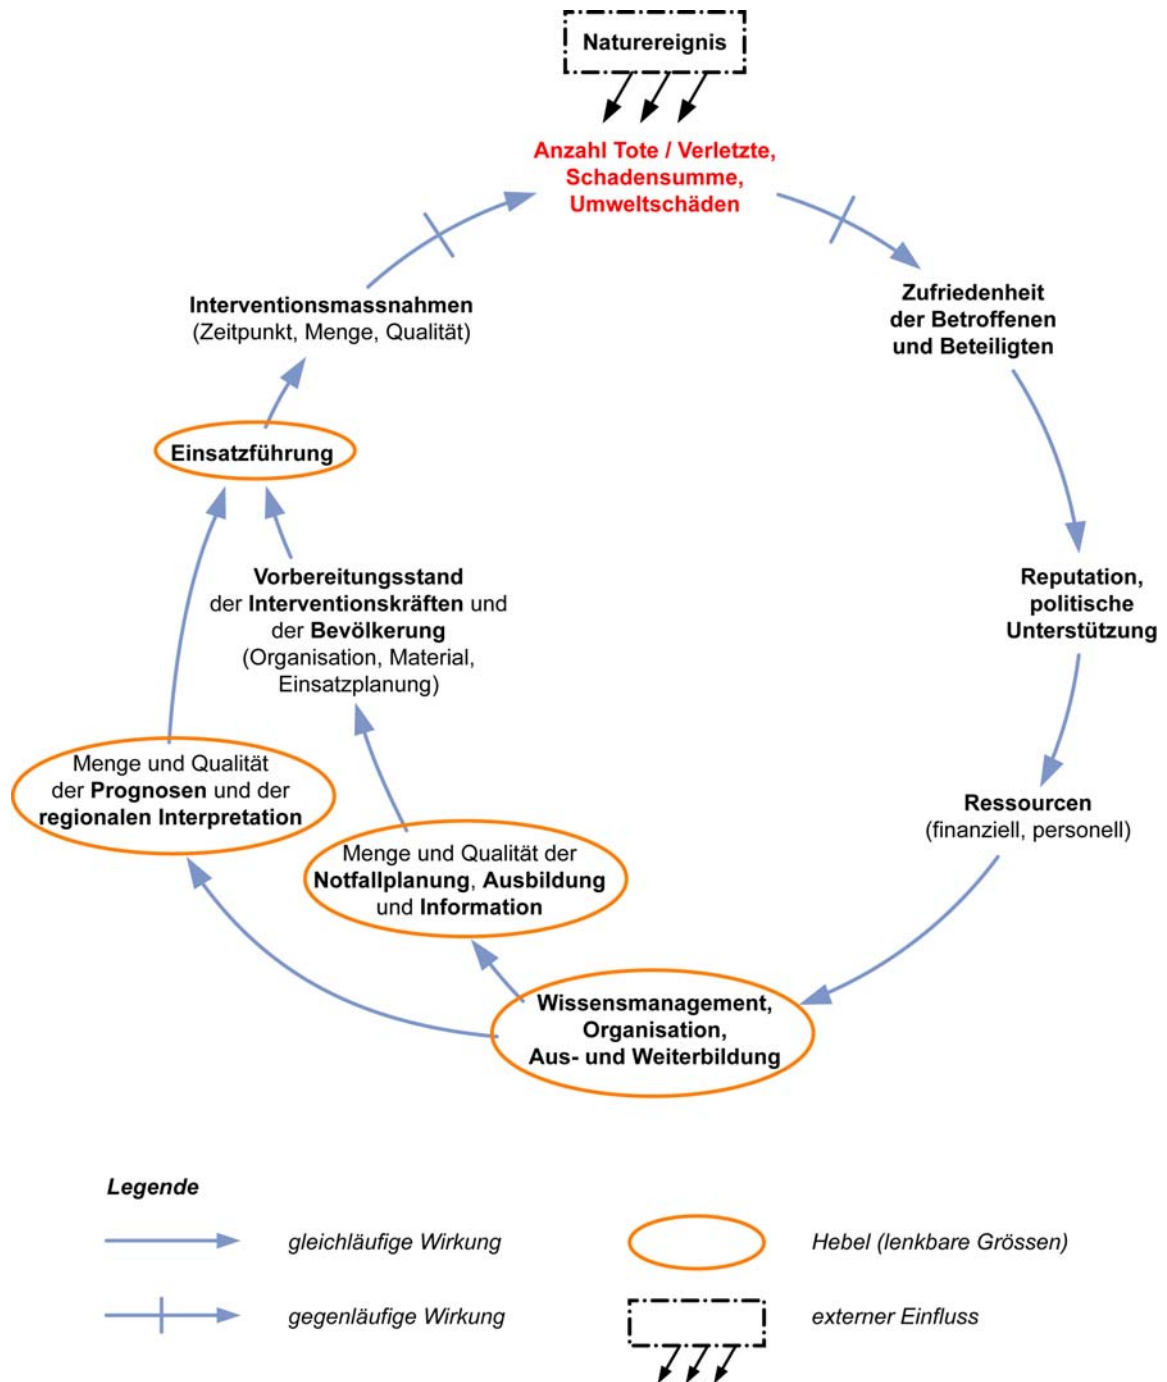 Naturereignis
Anzahl Tote / Verletzte,
Schadensumme,
Umweltschäden
Zufriedenheit
der Betroffenen
und Beteiligten
Interventionsmassnahmen
(Zeitpunkt, Menge, Qualität)
Einsatzführung
Vorbereitungsstand
der Interventionskräften und
der Bevölkerung
(Organisation, Material,
Einsatzplanung)
Reputation,
politische
Unterstützung
Menge und Qualität
der Prognosen und der
regionalen Interpretation
Ressourcen
(finanziell, personell)
Menge und Qualität der
Notfallplanung, Ausbildung
und Information
Wissensmanagement,
Organisation,
Aus- und Weiterbildung
Legende
gleichläufige Wirkung
Hebel (lenkbare Grössen)
gegenläufige Wirkung
externer Einfluss